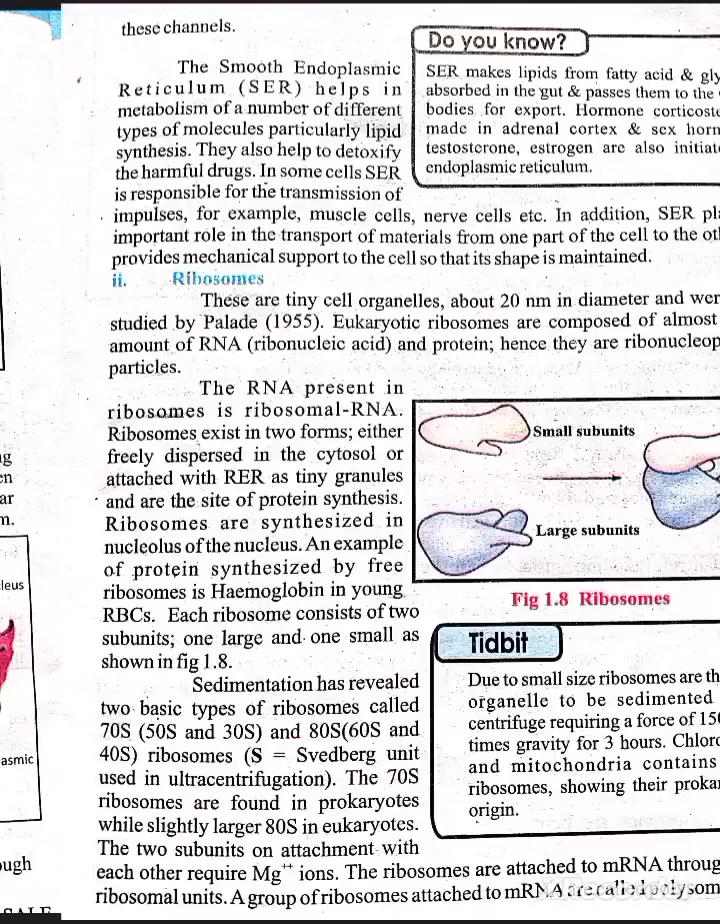 these channels.
The Smooth Endoplasmic
Reticulum (SER) helps in
metabolism of a number of different
types of molecules particularly lipid
synthesis. They also help to detoxify
the harmful drugs. In some cells SER
is responsible for the transmission of
impulses, for example, muscle cells, nerve cells etc. In addition, SER pl
important role in the transport of materials from one part of the cell to the ot
provides mechanical support to the cell so that its shape is maintained.
Do you know?
SER makes lipids from fatty acid & gly
absorbed in the gut & passes them to the
bodies for export. Hormone corticost
made in adrenal cortex & sex horm
testosterone, estrogen are also initiat
endoplasmic reticulum.
ii. Ribosomes
These are tiny cell organelles, about 20 nm in diameter and wer
studied by Palade (1955). Eukaryotic ribosomes are composed of almost
amount of RNA (ribonucleic acid) and protein; hence they are ribonucleop
particles.
The RNA present in
ribosomes is ribosomal-RNA.
Ribosomes exist in two forms; either
freely dispersed in the cytosol or
attached with RER as tiny granules
and are the site of protein synthesis.
Ribosomes are synthesized in
nucleolus of the nucleus. An example
of protein synthesized by free
ribosomes is Haemoglobin in young
RBCs. Each ribosome consists of two
subunits; one large and one small as
shown in fig 1.8.
Small subunits
Large subunits
Fig 1.8 Ribosomes
Sedimentation has revealed
two basic types of ribosomes called
70S (50S and 30S) and 80S(60S and
40S) ribosomes (S = Svedberg unit
used in ultracentrifugation). The 70S
ribosomes are found in prokaryotes
while slightly larger 80S in eukaryotes.
The two subunits on attachment with
each other require Mg⁺⁺ ions. The ribosomes are attached to mRNA throug
ribosomal units. A group of ribosomes attached to mRNA are called polysom
Tidbit
Due to small size ribosomes are th
organelle to be sedimented
centrifuge requiring a force of 150
times gravity for 3 hours. Chloro
and mitochondria contains
ribosomes, showing their proka
origin.
leus
asmic
ough